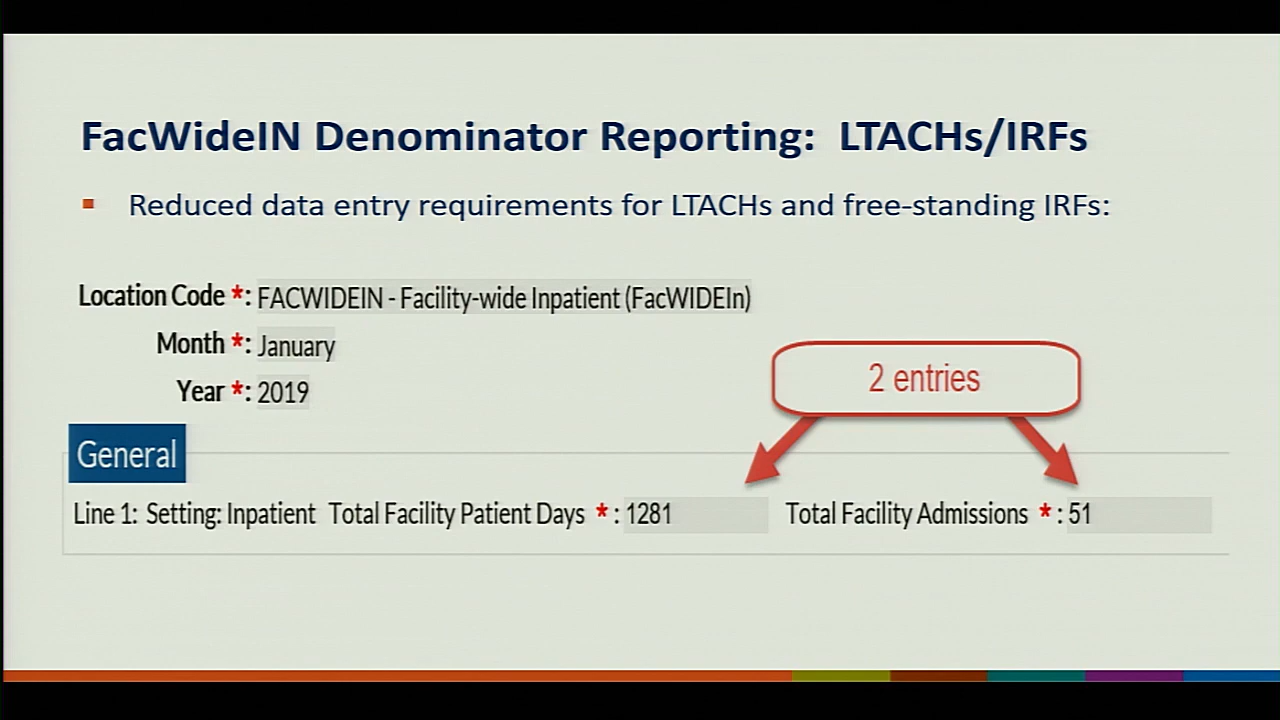 FacWideIN Denominator Reporting: LTACHs/IRFs
▪ Reduced data entry requirements for LTACHs and free-standing IRFs:
Location Code *: FACWIDEIN - Facility-wide Inpatient (FacWIDEIn)
Month *: January
Year *: 2019
2 entries
General
Line 1: Setting: Inpatient Total Facility Patient Days *: 1281 Total Facility Admissions *: 51